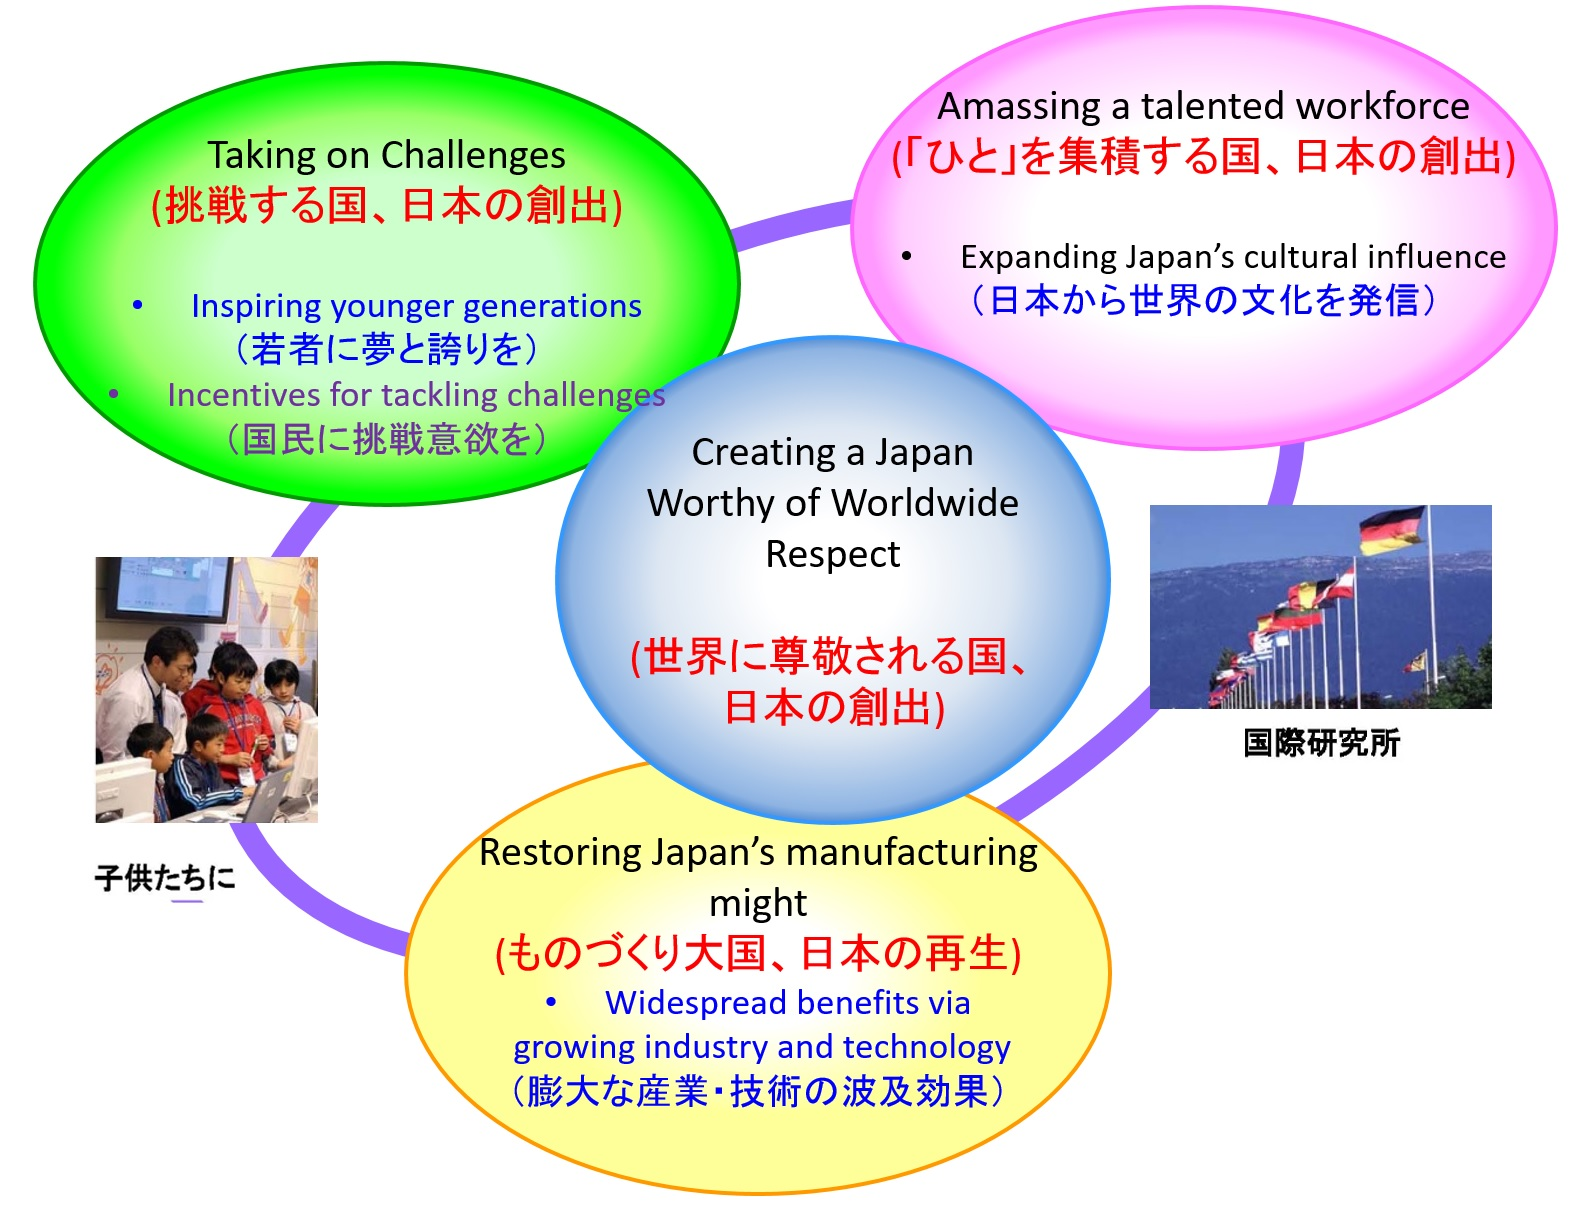 Taking on Challenges
(挑戦する国、日本の創出)
• Inspiring younger generations
（若者に夢と誇りを）
• Incentives for tackling challenges
（国民に挑戦意欲を）
Amassing a talented workforce
(「ひと」を集積する国、日本の創出)
• Expanding Japan’s cultural influence
（日本から世界の文化を発信）
Creating a Japan
Worthy of Worldwide
Respect
(世界に尊敬される国、
日本の創出)
国際研究所
子供たちに
Restoring Japan’s manufacturing
might
(ものづくり大国、日本の再生)
• Widespread benefits via
growing industry and technology
（膨大な産業・技術の波及効果）